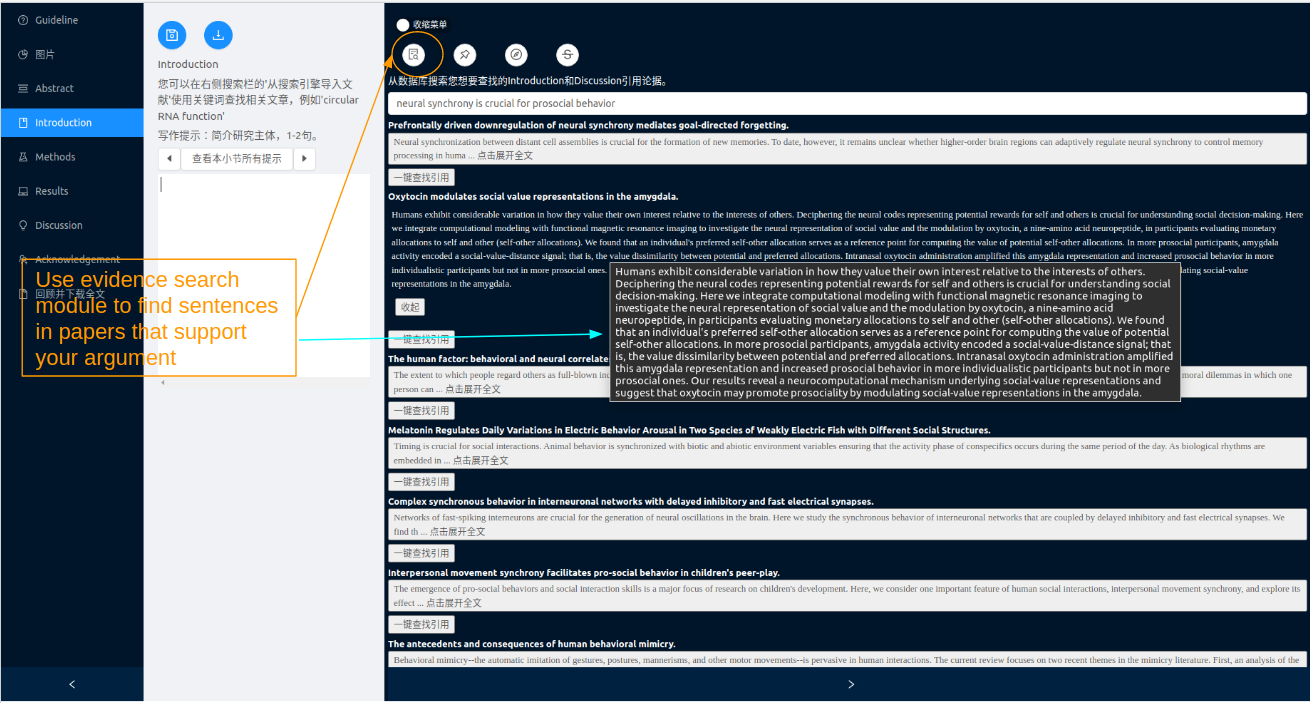 Guideline
图片
Abstract
Introduction
Methods
Results
Discussion
Acknowledgement
回顾并下载全文
Use evidence search
module to find sentences
in papers that support
your argument
Introduction
您可以在右侧搜索栏的'从搜索引擎导入文
献'使用关键词查找相关文章，例如'circular
RNA function'
写作提示：简介研究主体，1-2句。
查看本小节所有提示
收缩菜单
从数据库搜索您想要查找的Introduction和Discussion引用论据。
neural synchrony is crucial for prosocial behavior
Prefrontally driven downregulation of neural synchrony mediates goal-directed forgetting.
Neural synchronization between distant cell assemblies is crucial for the formation of new memories. To date, however, it remains unclear whether higher-order brain regions can adaptively regulate neural synchrony to control memory
processing in huma ... 点击展开全文
一键查找引用
Oxytocin modulates social value representations in the amygdala.
Humans exhibit considerable variation in how they value their own interest relative to the interests of others. Deciphering the neural codes representing potential rewards for self and others is crucial for understanding social decision-making. Here
we integrate computational modeling with functional magnetic resonance imaging to investigate the neural representation of social value and the modulation by oxytocin, a nine-amino acid neuropeptide, in participants evaluating monetary
allocations to self and other (self-other allocations). We found that an individual's preferred self-other allocation serves as a reference point for computing the value of potential self-other allocations. In more prosocial participants, amygdala
activity encoded a social-value-distance signal; that is, the value dissimilarity between potential and preferred allocations. Intranasal oxytocin administration amplified this amygdala representation and increased prosocial behavior in more
individualistic participants but not in more prosocial ones.
representations in the amygdala.
收起
一键查找引用
Humans exhibit considerable variation in how they value their own interest relative to the interests of others.
Deciphering the neural codes representing potential rewards for self and others is crucial for understanding social
decision-making. Here we integrate computational modeling with functional magnetic resonance imaging to
investigate the neural representation of social value and the modulation by oxytocin, a nine-amino acid
neuropeptide, in participants evaluating monetary allocations to self and other (self-other allocations). We found
that an individual's preferred self-other allocation serves as a reference point for computing the value of potential
self-other allocations. In more prosocial participants, amygdala activity encoded a social-value-distance signal; that
is, the value dissimilarity between potential and preferred allocations. Intranasal oxytocin administration amplified
this amygdala representation and increased prosocial behavior in more individualistic participants but not in more
prosocial ones. Our results reveal a neurocomputational mechanism underlying social-value representations and
suggest that oxytocin may promote prosociality by modulating social-value representations in the amygdala.
The human factor: behavioral and neural correlate
The extent to which people regard others as full-blown
moral dilemmas in which one
person can ... 点击展开全文
一键查找引用
Melatonin Regulates Daily Variations in Electric Behavior Arousal in Two Species of Weakly Electric Fish with Different Social Structures.
Timing is crucial for social interactions. Animal behavior is synchronized with biotic and abiotic environment variables ensuring that the activity phase of conspecifics occurs during the same period of the day. As biological rhythms are
embedded in ... 点击展开全文
一键查找引用
Complex synchronous behavior in interneuronal networks with delayed inhibitory and fast electrical synapses.
Networks of fast-spiking interneurons are crucial for the generation of neural oscillations in the brain. Here we study the synchronous behavior of interneuronal networks that are coupled by delayed inhibitory and fast electrical synapses. We
find th ... 点击展开全文
一键查找引用
Interpersonal movement synchrony facilitates pro-social behavior in children's peer-play.
The emergence of pro-social behaviors and social interaction skills is a major focus of research on children's development. Here, we consider one important feature of human social interactions, interpersonal movement synchrony, and explore its
effect ... 点击展开全文
一键查找引用
The antecedents and consequences of human behavioral mimicry.
Behavioral mimicry--the automatic imitation of gestures, postures, mannerisms, and other motor movements--is pervasive in human interactions. The current review focuses on two recent themes in the mimicry literature. First, an analysis of the